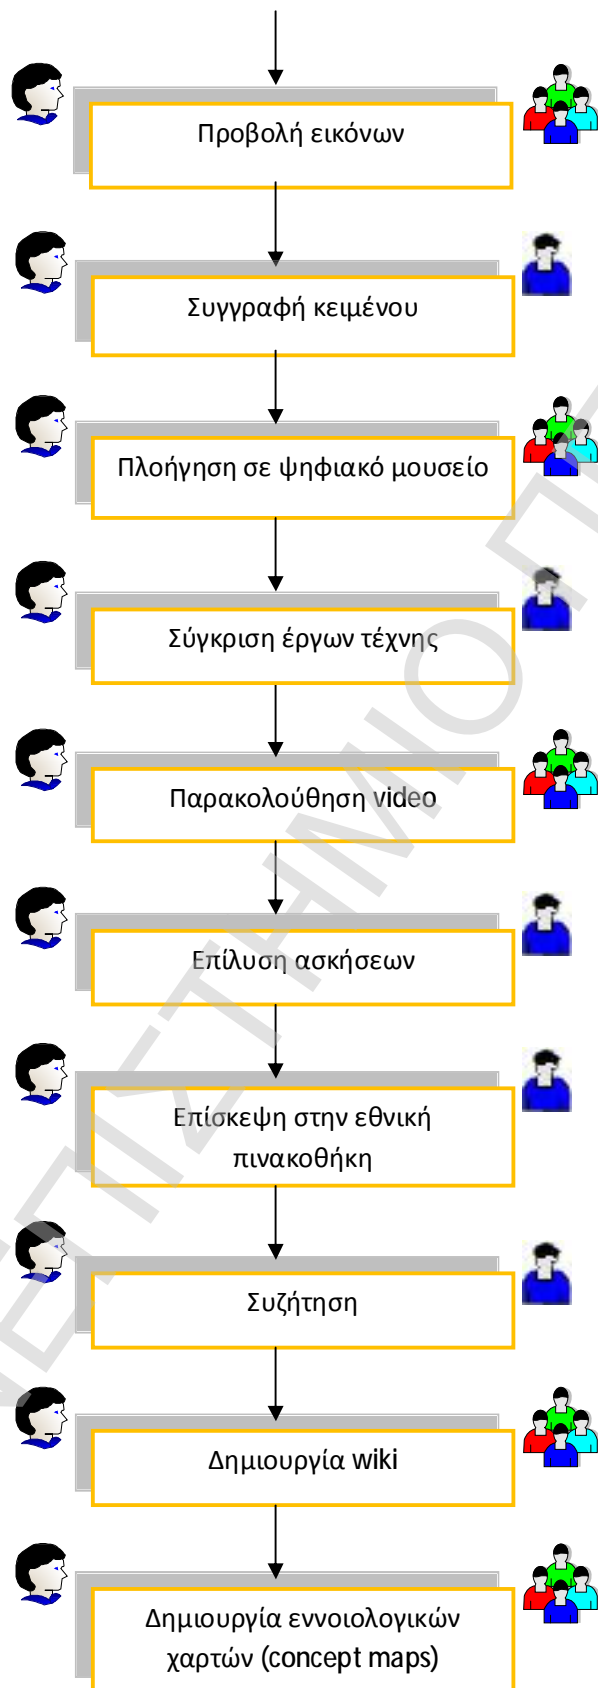 Προβολή εικόνων
Συγγραφή κειμένου
Πλοήγηση σε ψηφιακό μουσείο
Σύγκριση έργων τέχνης
Παρακολούθηση video
Επίλυση ασκήσεων
Επίσκεψη στην εθνική
πινακοθήκη
Συζήτηση
Δημιουργία wiki
Δημιουργία εννοιολογικών
χαρτών (concept maps)